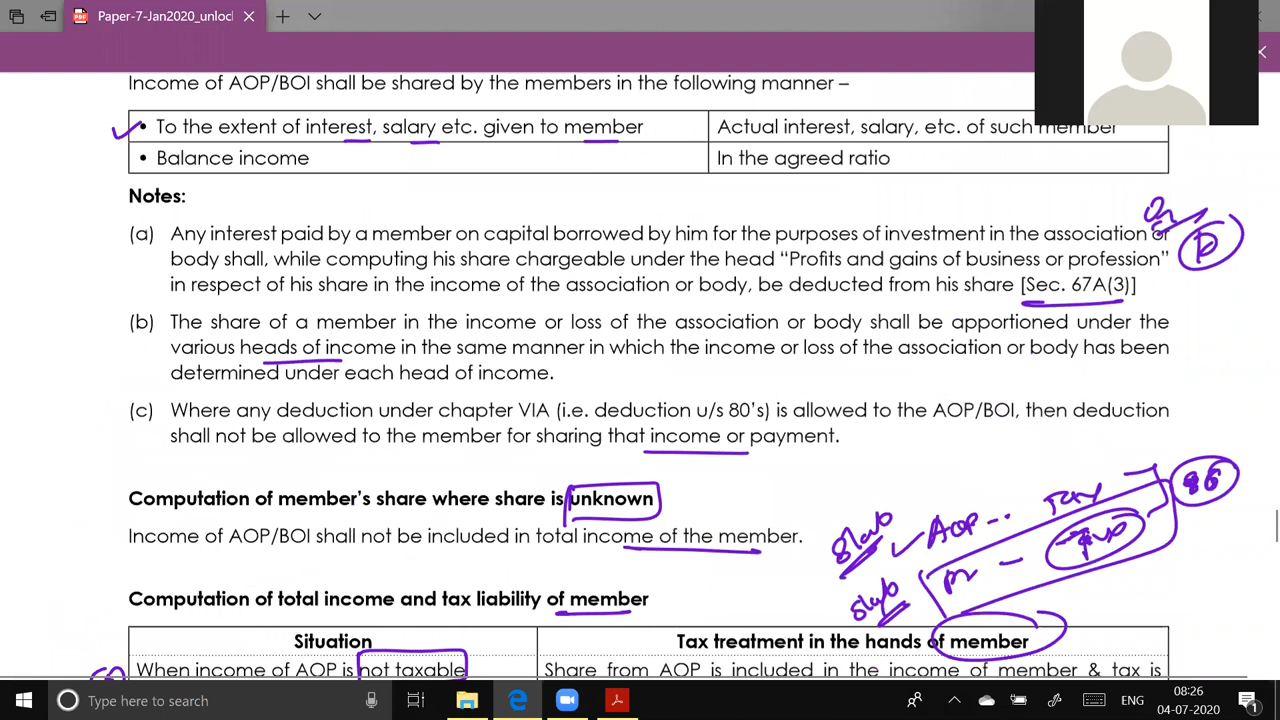 Paper-7-Jan2020_unlock
Income of AOP/BOI shall be shared by the members in the following manner –
• To the extent of interest, salary etc. given to member
Actual interest, salary, etc. of such member
• Balance income
In the agreed ratio
Notes:
(a) Any interest paid by a member on capital borrowed by him for the purposes of investment in the association or
body shall, while computing his share chargeable under the head “Profits and gains of business or profession”
in respect of his share in the income of the association or body, be deducted from his share [Sec. 67A(3)]
(b) The share of a member in the income or loss of the association or body shall be apportioned under the
various heads of income in the same manner in which the income or loss of the association or body has been
determined under each head of income.
(c) Where any deduction under chapter VIA (i.e. deduction u/s 80’s) is allowed to the AOP/BOI, then deduction
shall not be allowed to the member for sharing that income or payment.
Computation of member’s share where share is unknown
Income of AOP/BOI shall not be included in total income of the member.
slab
AOP
Tax
86
slab
Computation of total income and tax liability of member
Situation
Tax treatment in the hands of member
When income of AOP is not taxable
Share from AOP is included in the income of member & tax is
Type here to search
ENG
08:26
04-07-2020